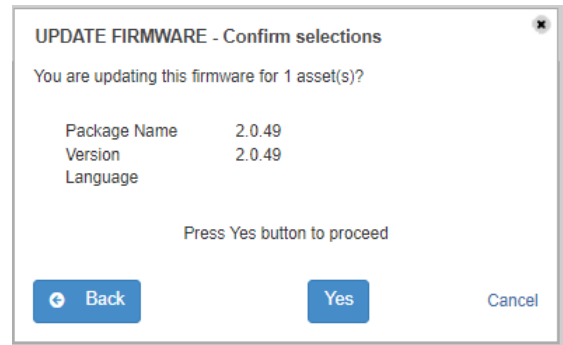 UPDATE FIRMWARE - Confirm selections
You are updating this firmware for 1 asset(s)?
Package Name 2.0.49
Version 2.0.49
Language
Press Yes button to proceed
Back Yes Cancel